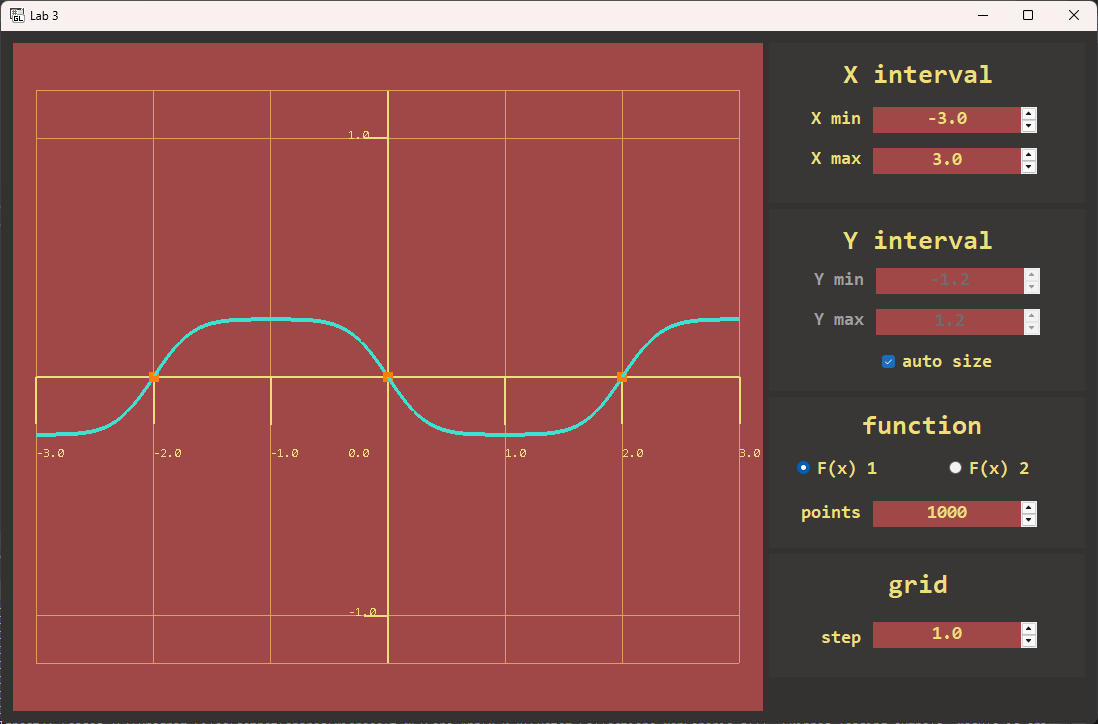 GL Lab 3
1.0
-3.0 -2.0 -1.0 0.0 1.0 2.0 3.0
-1.0
X interval
X min -3.0
X max 3.0
Y interval
Y min -1.2
Y max 1.2
auto size
function
F(x) 1 F(x) 2
points 1000
grid
step 1.0